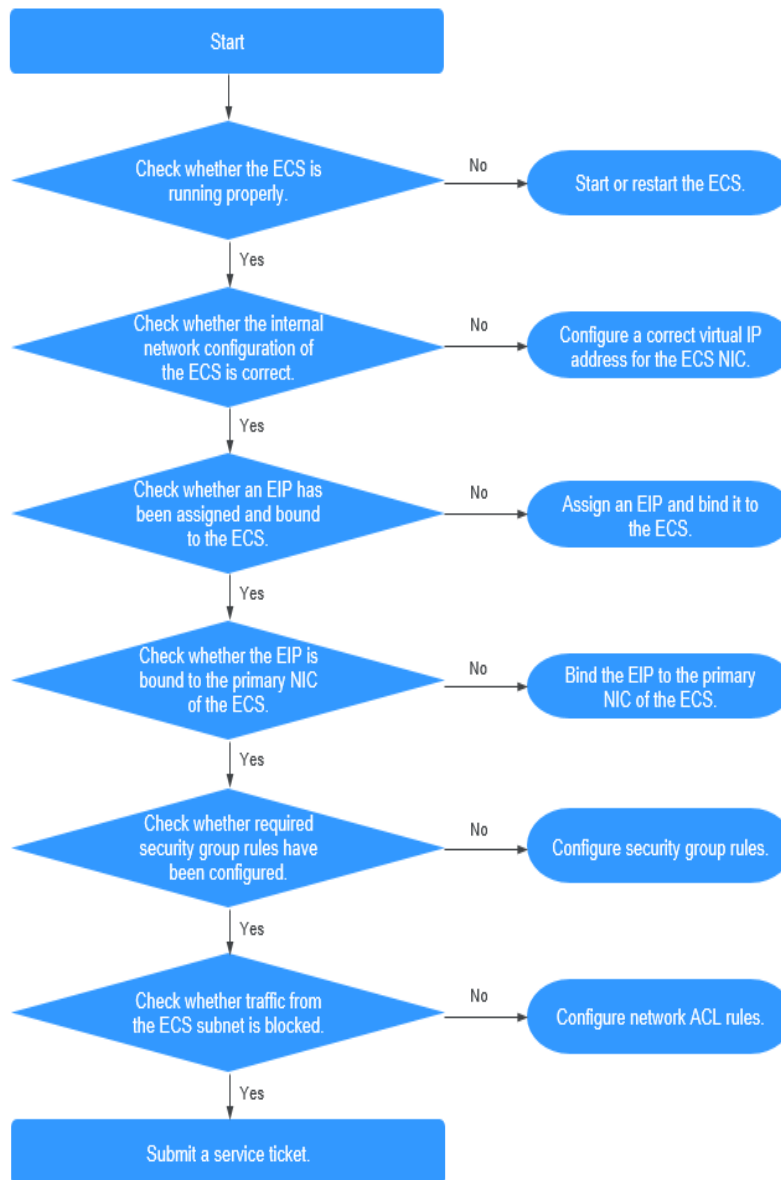 Start
Check whether the ECS is
running properly.
No
Start or restart the ECS.
Yes
Check whether the internal
network configuration of
the ECS is correct.
No
Configure a correct virtual IP
address for the ECS NIC.
Yes
Check whether an EIP has
been assigned and bound
to the ECS.
No
Assign an EIP and bind it to
the ECS.
Yes
Check whether the EIP is
bound to the primary NIC
of the ECS.
No
Bind the EIP to the primary
NIC of the ECS.
Yes
Check whether required
security group rules have
been configured.
No
Configure security group rules.
Yes
Check whether traffic from
the ECS subnet is blocked.
No
Configure network ACL rules.
Yes
Submit a service ticket.